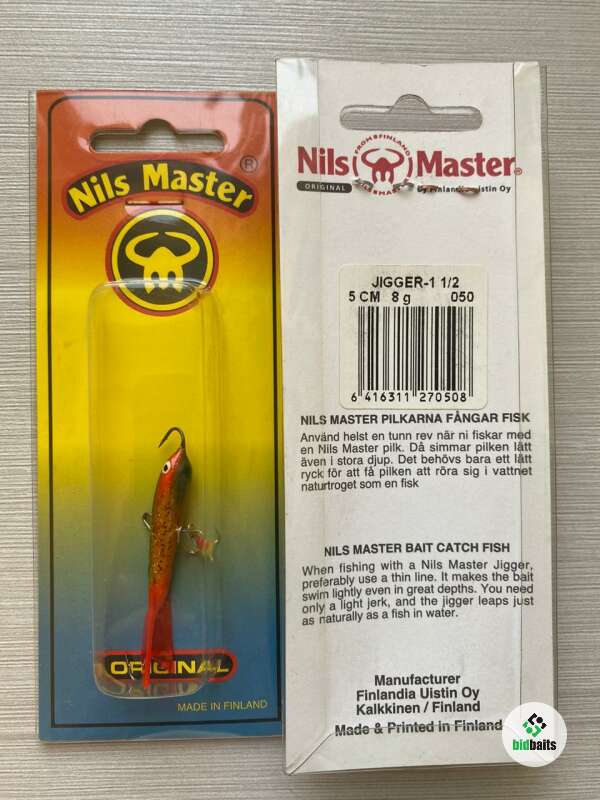 Nils Master®
ORIGINAL
MADE IN FINLAND
FROM FINLAND
Nils Master®
ORIGINAL By Finlandia Uistin Oy
JIGGER-1 1/2
5 CM 8 g 050
6 416311 270508
NILS MASTER PILKARNA FÅNGAR FISK
Använd helst en tunn rev när ni fiskar med
en Nils Master pilk. Då simmar pilken lätt
även i stora djup. Det behövs bara ett lätt
ryck för att få pilken att röra sig i vattnet
naturtroget som en fisk
NILS MASTER BAIT CATCH FISH
When fishing with a Nils Master Jigger,
preferably use a thin line. It makes the bait
swim lightly even in great depths. You need
only a light jerk, and the jigger leaps just
as naturally as a fish in water.
Manufacturer
Finlandia Uistin Oy
Kalkkinen / Finland
Made & Printed in Finland
bidbaits